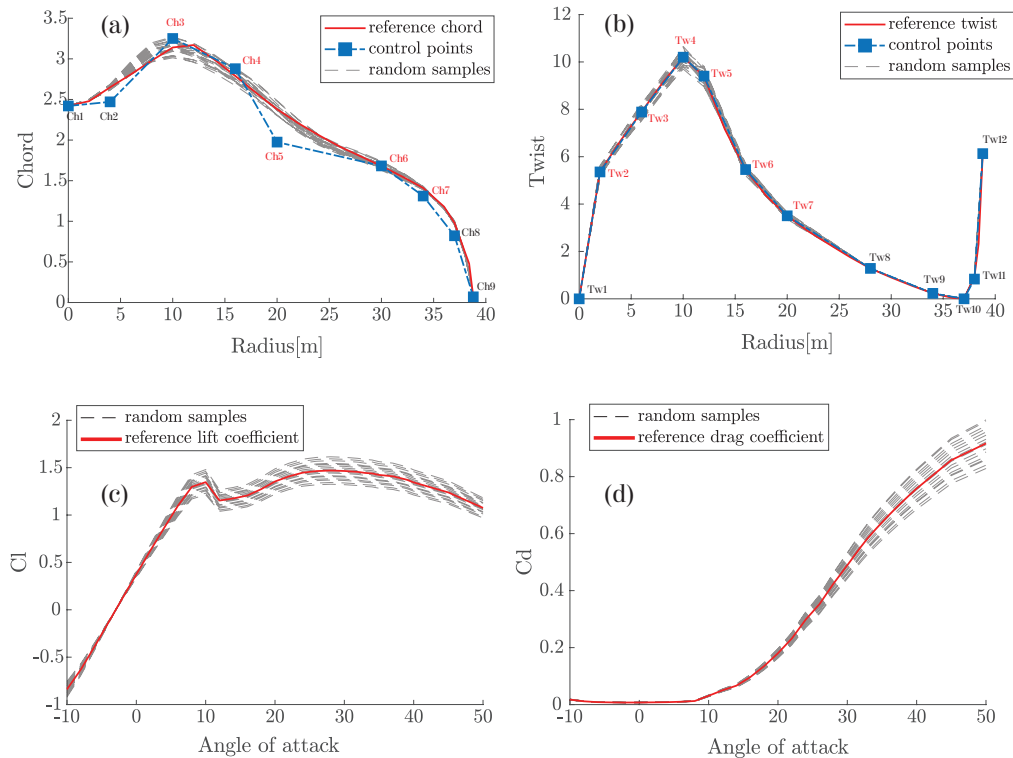 (a)
reference chord
control points
random samples
3.5
3
2.5
2
1.5
1
0.5
0
Chord
Ch1
Ch2
Ch3
Ch4
Ch5
Ch6
Ch7
Ch8
Ch9
0 5 10 15 20 25 30 35 40
Radius[m]
(b)
reference twist
control points
random samples
12
10
8
6
4
2
0
Twist
Tw1
Tw2
Tw3
Tw4
Tw5
Tw6
Tw7
Tw8
Tw9
Tw10
Tw11
Tw12
0 5 10 15 20 25 30 35 40
Radius[m]
random samples
reference lift coefficient
(c)
2
1.5
1
0.5
0
-0.5
-1
Cl
-10 0 10 20 30 40 50
Angle of attack
random samples
reference drag coefficient
(d)
1
0.8
0.6
0.4
0.2
0
Cd
-10 0 10 20 30 40 50
Angle of attack